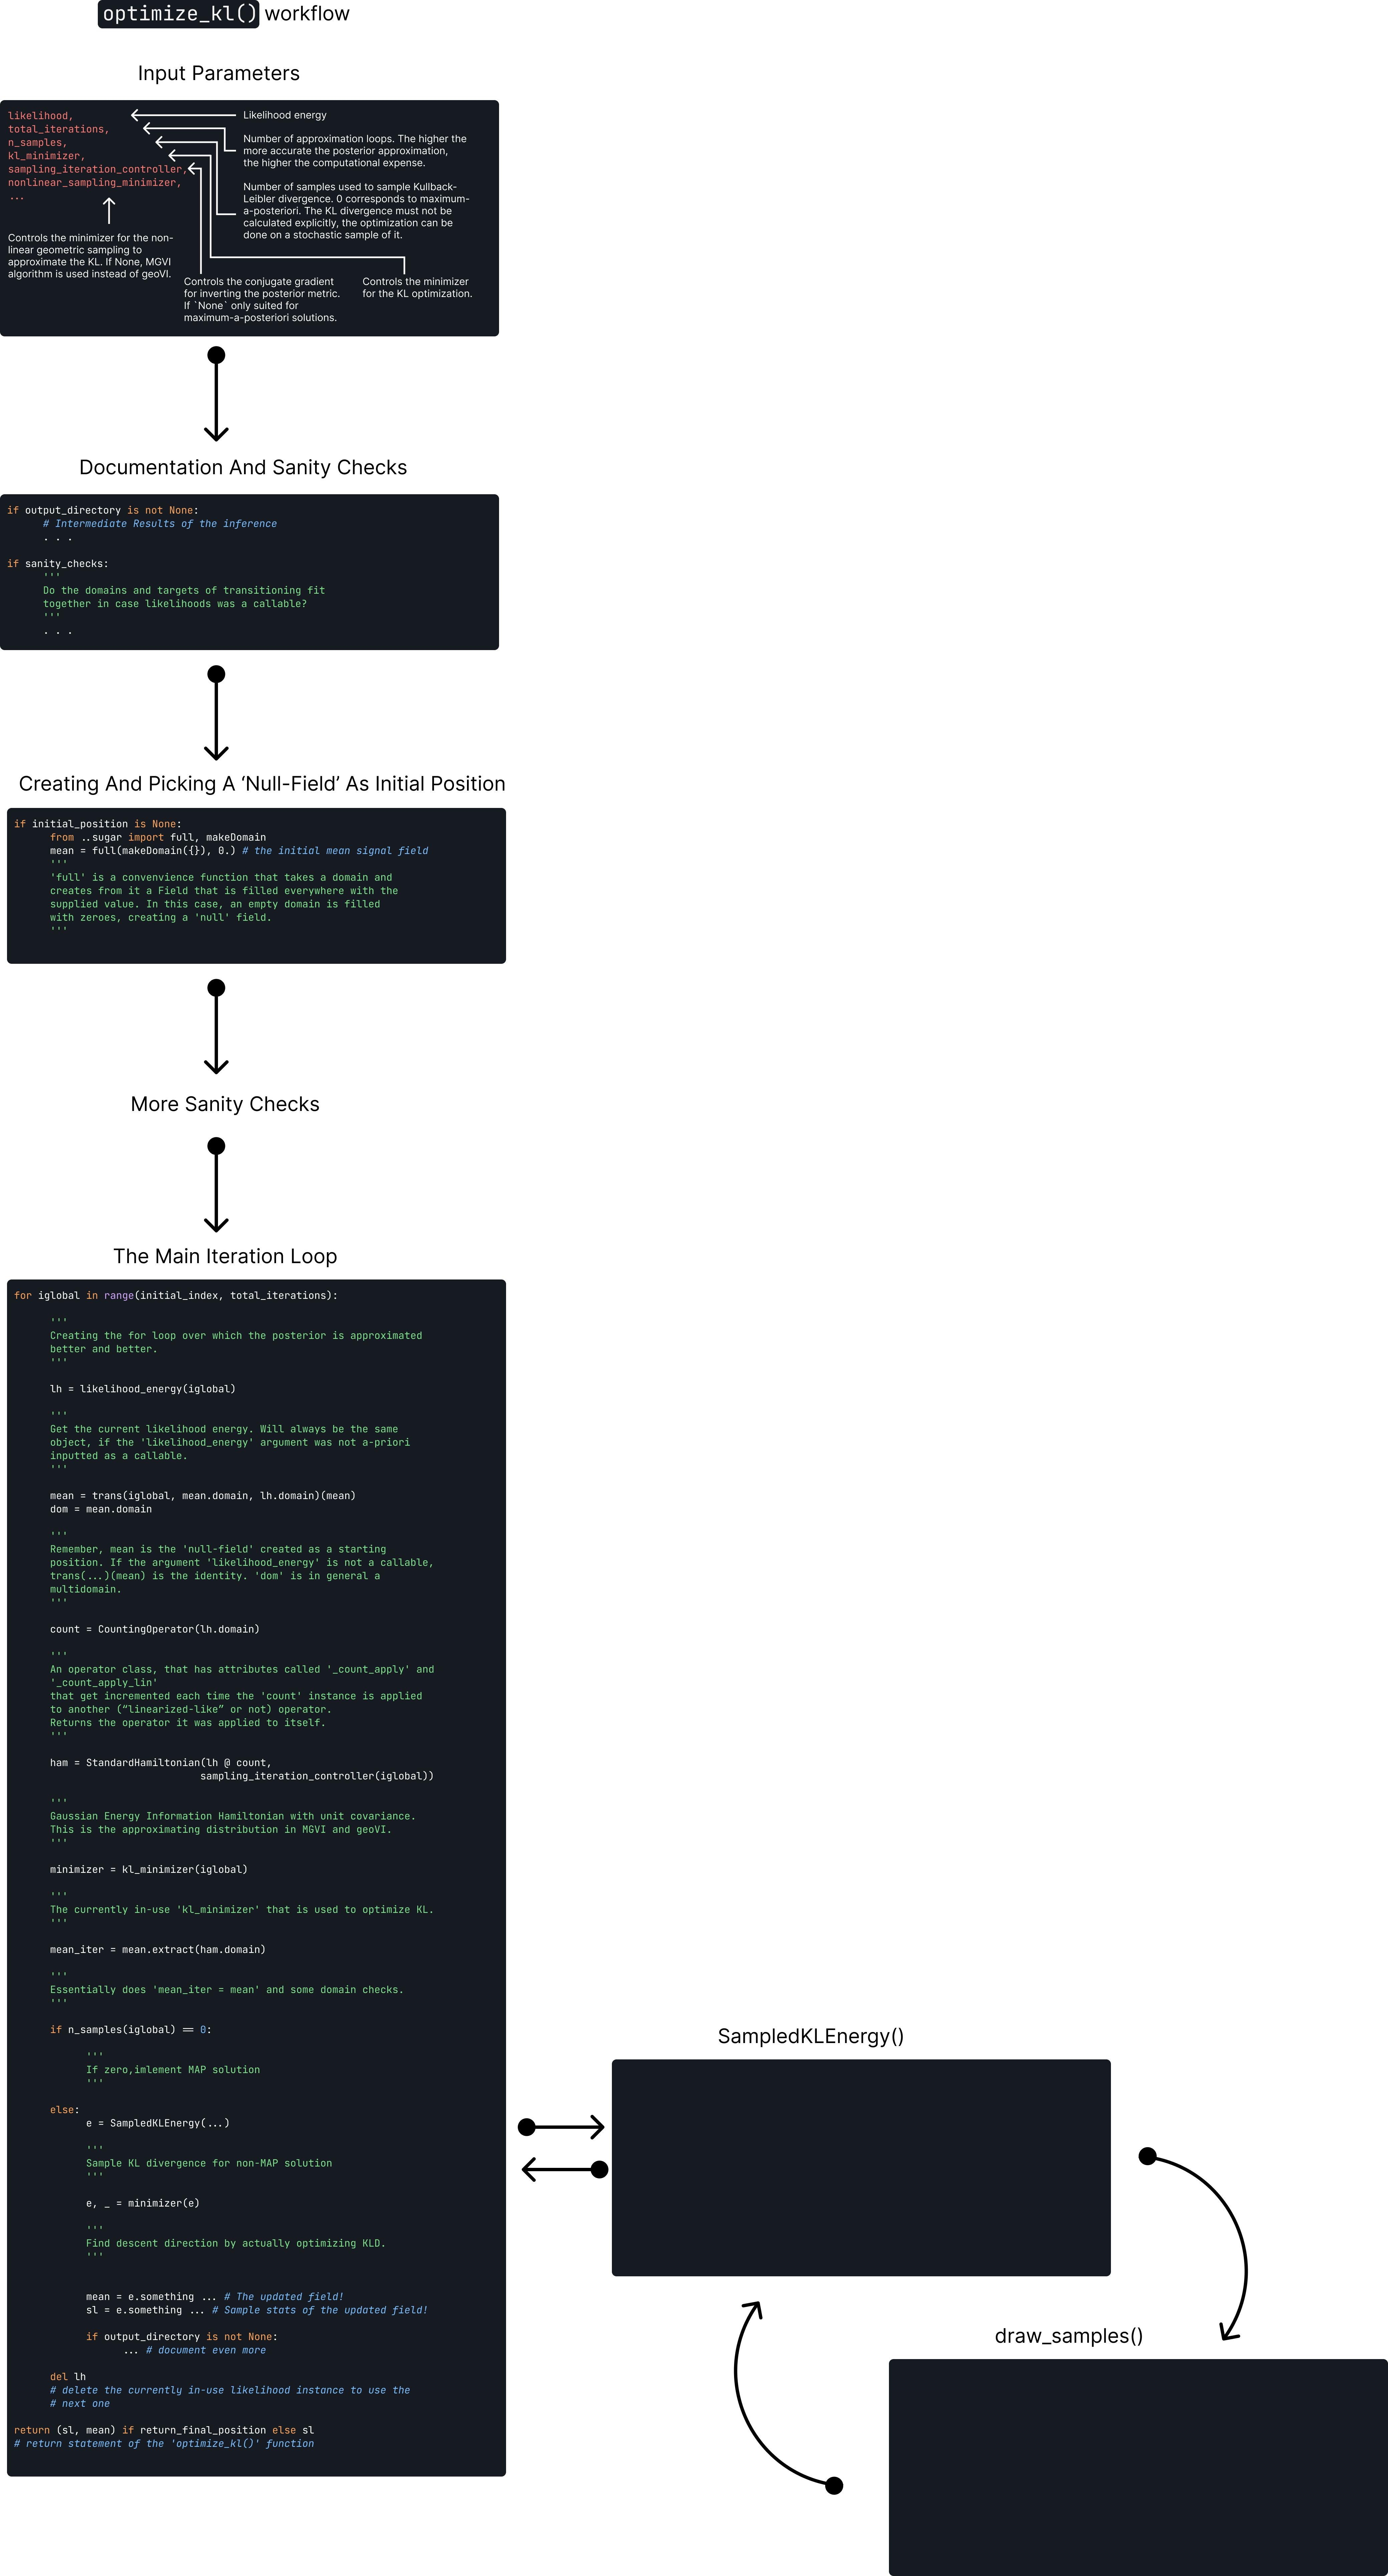 optimize_kl() workflow
Input Parameters
likelihood,
total_iterations,
n_samples,
kl_minimizer,
sampling_iteration_controller,
nonlinear_sampling_minimizer,
...
Likelihood energy
Number of approximation loops. The higher the
more accurate the posterior approximation,
the higher the computational expense.
Number of samples used to sample Kullback-
Leibler divergence. 0 corresponds to maximum-
a-posteriori. The KL divergence must not be
calculated explicitly, the optimization can be
done on a stochastic sample of it.
Controls the minimizer for the non-
linear geometric sampling to
approximate the KL. If None, MGVI
algorithm is used instead of geoVI.
Controls the conjugate gradient
for inverting the posterior metric.
If `None` only suited for
maximum-a-posteriori solutions.
Controls the minimizer
for the KL optimization.
Documentation And Sanity Checks
if output_directory is not None:
# Intermediate Results of the inference
. . .
if sanity_checks:
'''
Do the domains and targets of transitioning fit
together in case likelihoods was a callable?
'''
. . .
Creating And Picking A ‘Null-Field’ As Initial Position
if initial_position is None:
from ..sugar import full, makeDomain
mean = full(makeDomain({}), 0.) # the initial mean signal field
'''
'full' is a convenvience function that takes a domain and
creates from it a Field that is filled everywhere with the
supplied value. In this case, an empty domain is filled
with zeroes, creating a 'null' field.
'''
More Sanity Checks
The Main Iteration Loop
for iglobal in range(initial_index, total_iterations):
'''
Creating the for loop over which the posterior is approximated
better and better.
'''
lh = likelihood_energy(iglobal)
'''
Get the current likelihood energy. Will always be the same
object, if the 'likelihood_energy' argument was not a-priori
inputted as a callable.
'''
mean = trans(iglobal, mean.domain, lh.domain)(mean)
dom = mean.domain
'''
Remember, mean is the 'null-field' created as a starting
position. If the argument 'likelihood_energy' is not a callable,
trans(...)(mean) is the identity. 'dom' is in general a
multidomain.
'''
count = CountingOperator(lh.domain)
'''
An operator class, that has attributes called '_count_apply' and
'_count_apply_lin'
that get incremented each time the 'count' instance is applied
to another (“linearized-like” or not) operator.
Returns the operator it was applied to itself.
'''
ham = StandardHamiltonian(lh @ count,
sampling_iteration_controller(iglobal))
'''
Gaussian Energy Information Hamiltonian with unit covariance.
This is the approximating distribution in MGVI and geoVI.
'''
minimizer = kl_minimizer(iglobal)
'''
The currently in-use 'kl_minimizer' that is used to optimize KL.
'''
mean_iter = mean.extract(ham.domain)
'''
Essentially does 'mean_iter = mean' and some domain checks.
'''
if n_samples(iglobal) == 0:
'''
If zero,imlement MAP solution
'''
else:
e = SampledKLEnergy(...)
'''
Sample KL divergence for non-MAP solution
'''
e, _ = minimizer(e)
'''
Find descent direction by actually optimizing KLD.
'''
mean = e.something ... # The updated field!
sl = e.something ... # Sample stats of the updated field!
if output_directory is not None:
... # document even more
del lh
# delete the currently in-use likelihood instance to use the
# next one
return (sl, mean) if return_final_position else sl
# return statement of the 'optimize_kl()' function
SampledKLEnergy()
draw_samples()